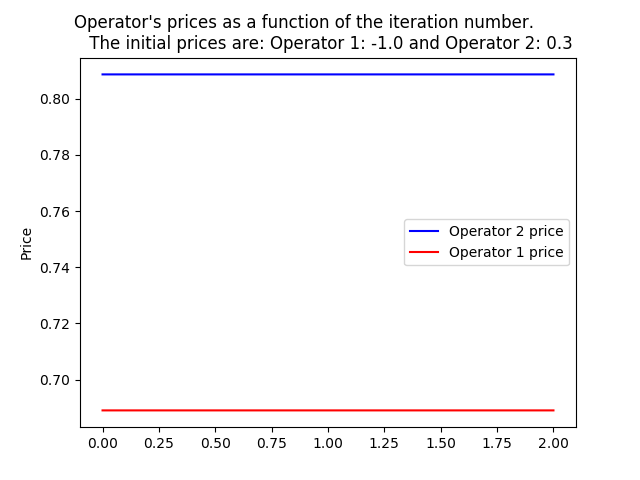 Operator's prices as a function of the iteration number.
The initial prices are: Operator 1: -1.0 and Operator 2: 0.3
0.80
0.78
0.76
0.74
0.72
0.70
Price
Operator 2 price
Operator 1 price
0.00 0.25 0.50 0.75 1.00 1.25 1.50 1.75 2.00